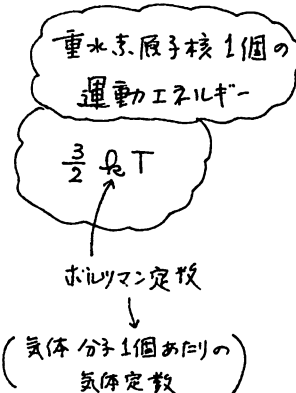 重水素原子核1個の
運動エネルギー
3/2 kT
ボルツマン定数
(気体分子1個あたりの
気体定数)